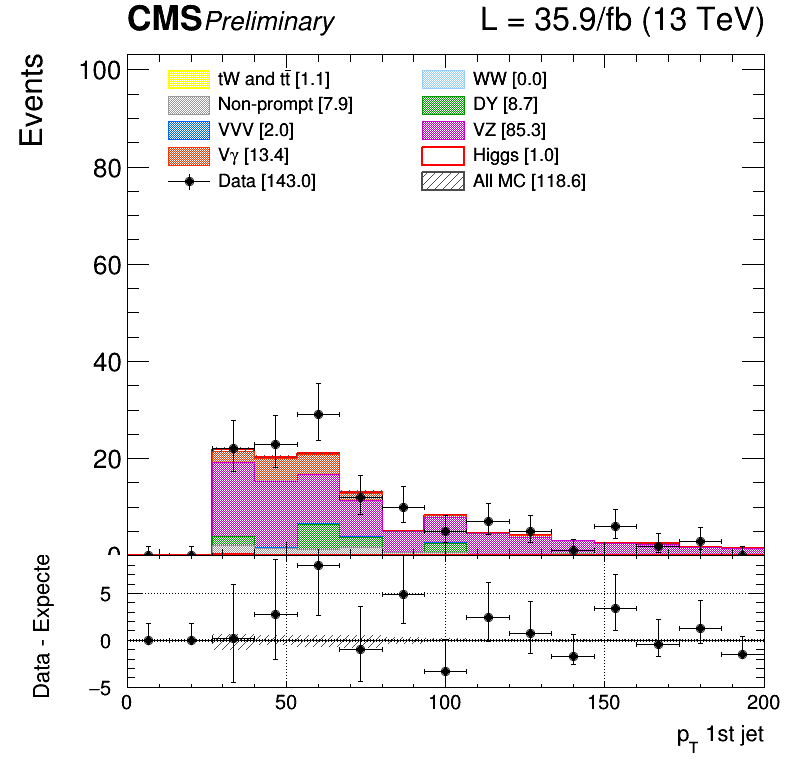 CMS Preliminary L = 35.9/fb (13 TeV)
Events
100
80
60
40
20
0
tW and tt̄ [1.1]
Non-prompt [7.9]
VVV [2.0]
Vγ [13.4]
Data [143.0]
WW [0.0]
DY [8.7]
VZ [85.3]
Higgs [1.0]
All MC [118.6]
Data - Expecte
5
0
−5
0 50 100 150 200
p_T 1st jet